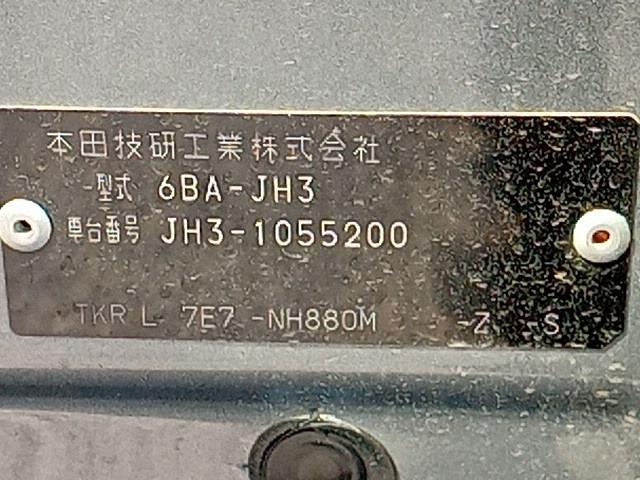 本田技研工業株式会社
型式 6BA-JH3
車台番号 JH3-1055200
TKR L 7E7 -NH880M -Z -S